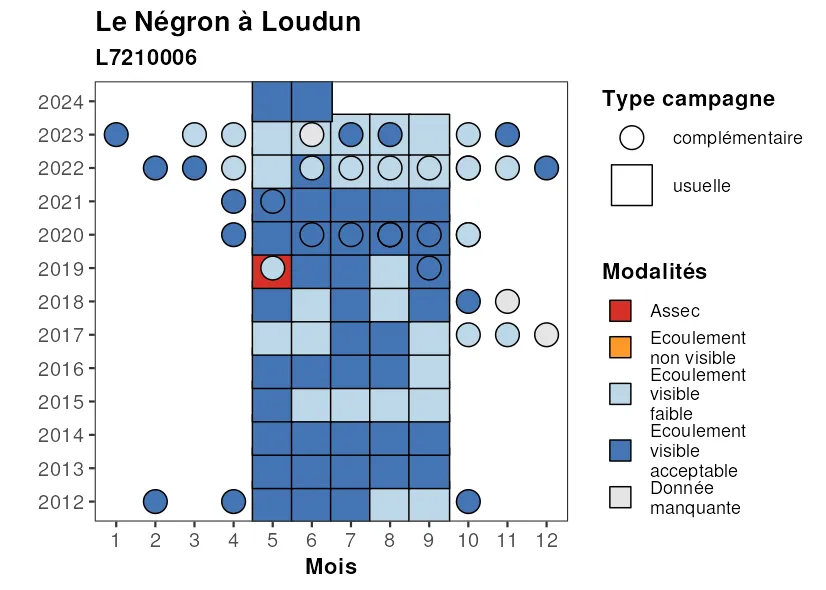 Le Négron à Loudun
L7210006
2024
2023
2022
2021
2020
2019
2018
2017
2016
2015
2014
2013
2012
1 2 3 4 5 6 7 8 9 10 11 12
Mois
Type campagne
complémentaire
usuelle
Modalités
Assec
Ecoulement
non visible
Ecoulement
visible
faible
Ecoulement
visible
acceptable
Donnée
manquante